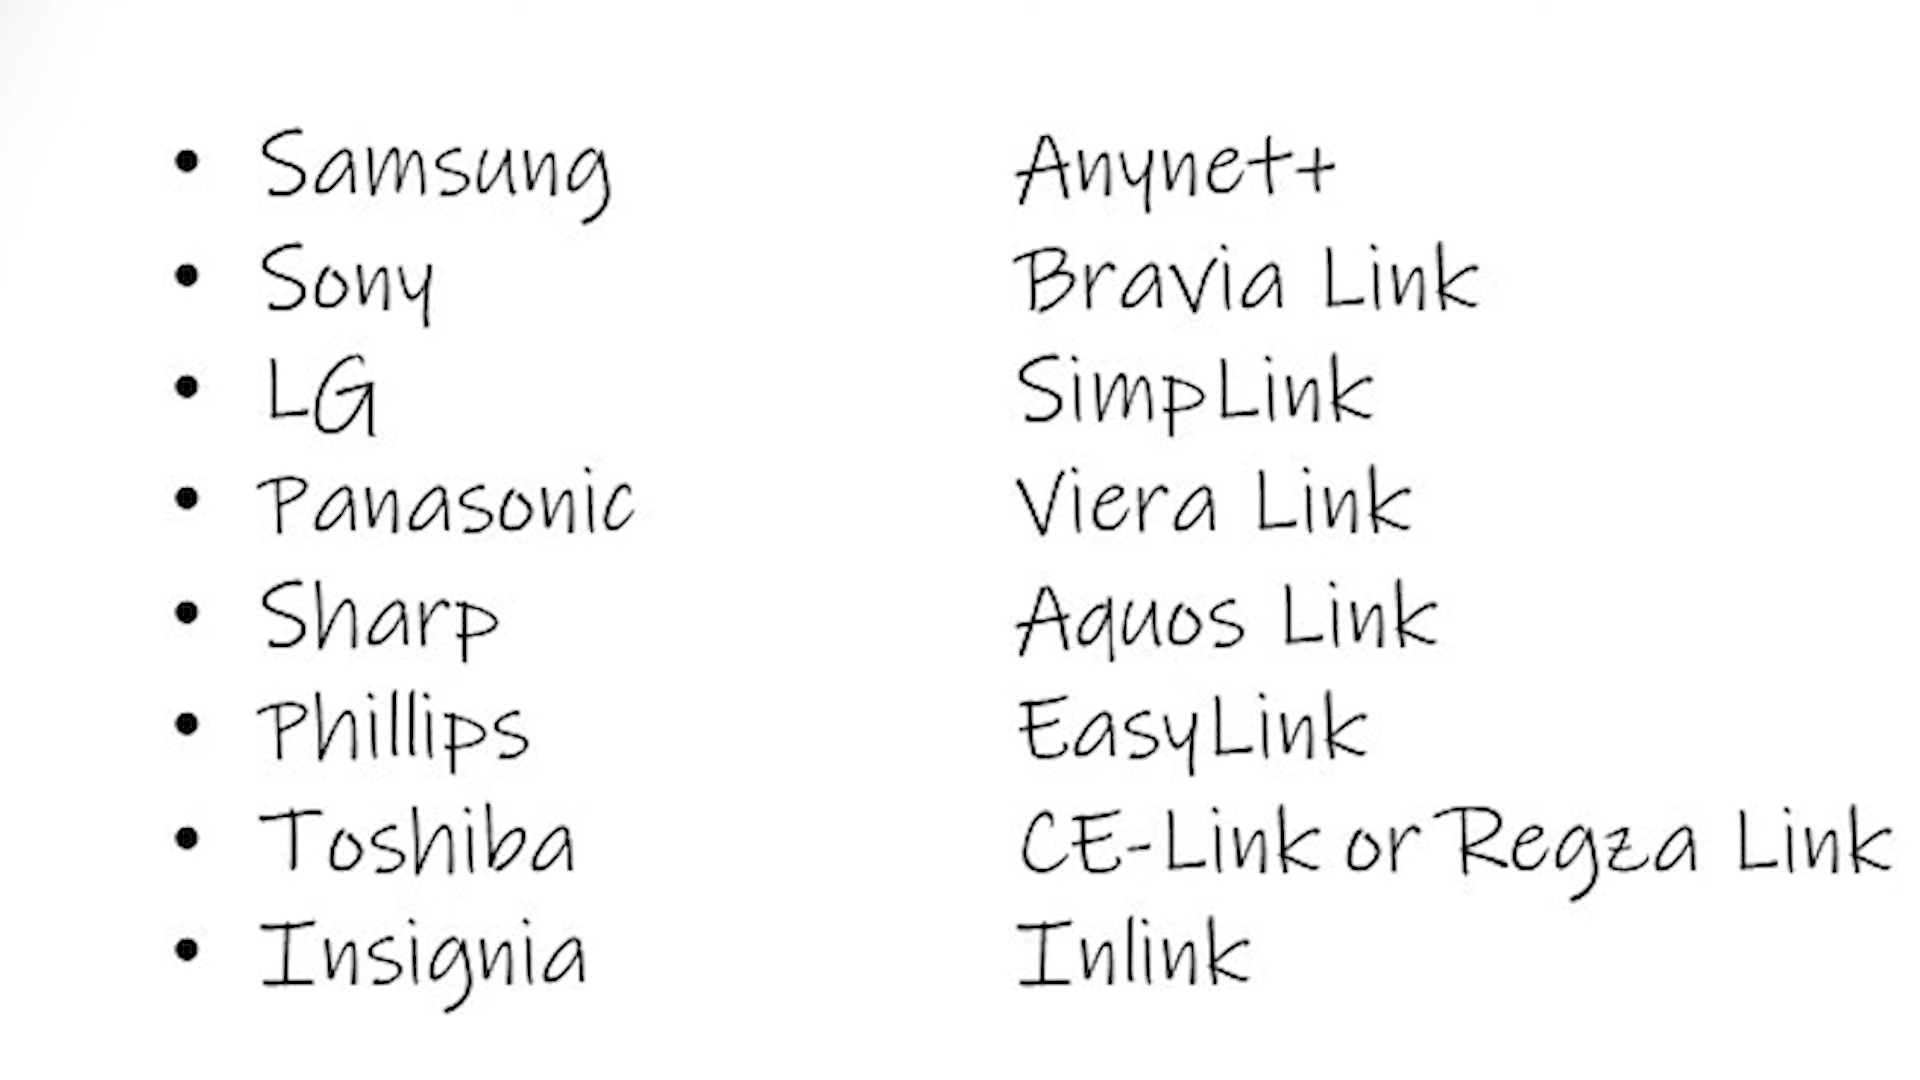 • Samsung Anynet+
• Sony Bravia Link
• LG SimpLink
• Panasonic Viera Link
• Sharp Aquos Link
• Phillips EasyLink
• Toshiba CE-Link or Regza Link
• Insignia Inlink